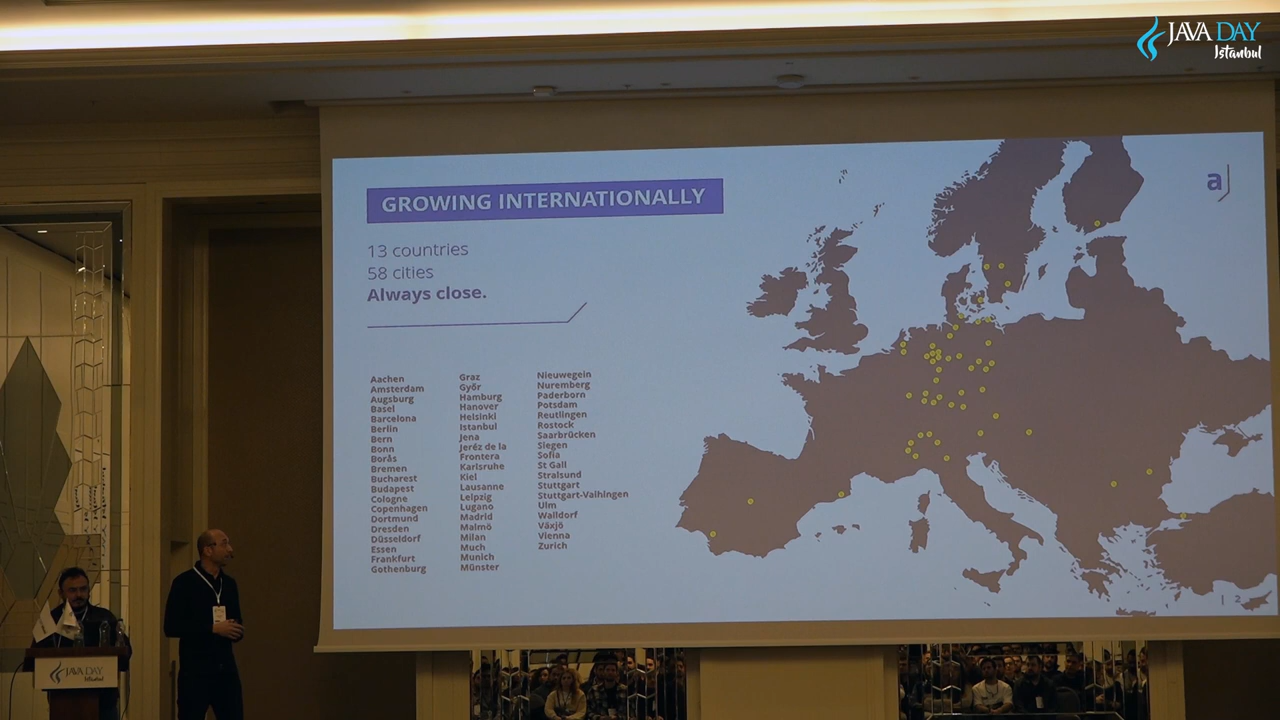 JAVA DAY
Istanbul
GROWING INTERNATIONALLY
a
13 countries
58 cities
Always close.
Aachen
Amsterdam
Augsburg
Basel
Barcelona
Berlin
Bern
Bonn
Borås
Bremen
Bucharest
Budapest
Cologne
Copenhagen
Dortmund
Dresden
Düsseldorf
Essen
Frankfurt
Gothenburg
Graz
Győr
Hamburg
Hanover
Helsinki
Istanbul
Jena
Jeréz de la
Frontera
Karlsruhe
Kiel
Lausanne
Leipzig
Lugano
Madrid
Malmö
Milan
Much
Munich
Münster
Nieuwegein
Nuremberg
Paderborn
Potsdam
Reutlingen
Rostock
Saarbrücken
Siegen
Sofia
St Gall
Stralsund
Stuttgart
Stuttgart-Vaihingen
Ulm
Walldorf
Växjö
Vienna
Zurich
| 2
JAVA DAY
Istanbul